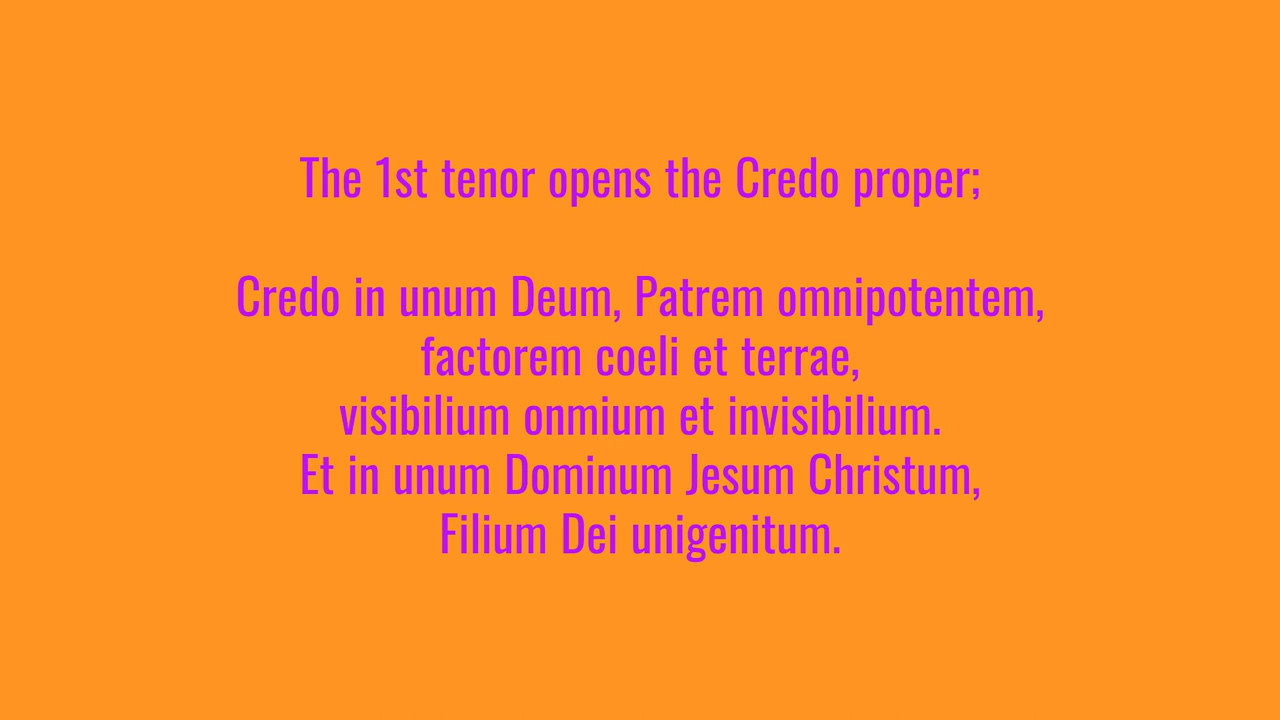 The 1st tenor opens the Credo proper;
Credo in unum Deum, Patrem omnipotentem,
factorem coeli et terrae,
visibilium onmium et invisibilium.
Et in unum Dominum Jesum Christum,
Filium Dei unigenitum.